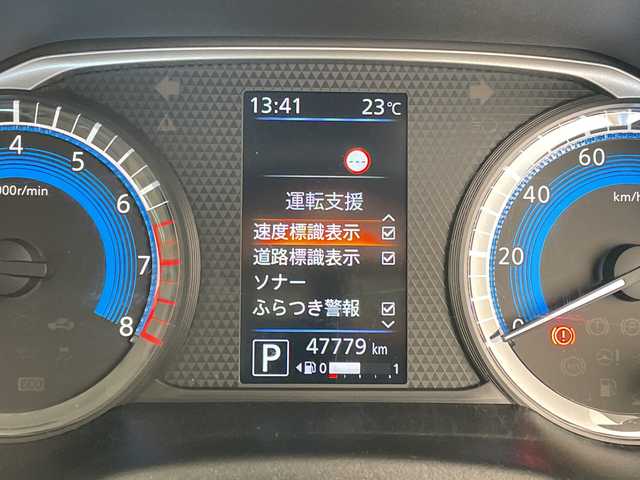 13:41 23℃
運転支援
速度標識表示
道路標識表示
ソナー
ふらつき警報
47779 km
P
0 1
4
5
6
7
8
000r/min
60
40
20
0
km/h